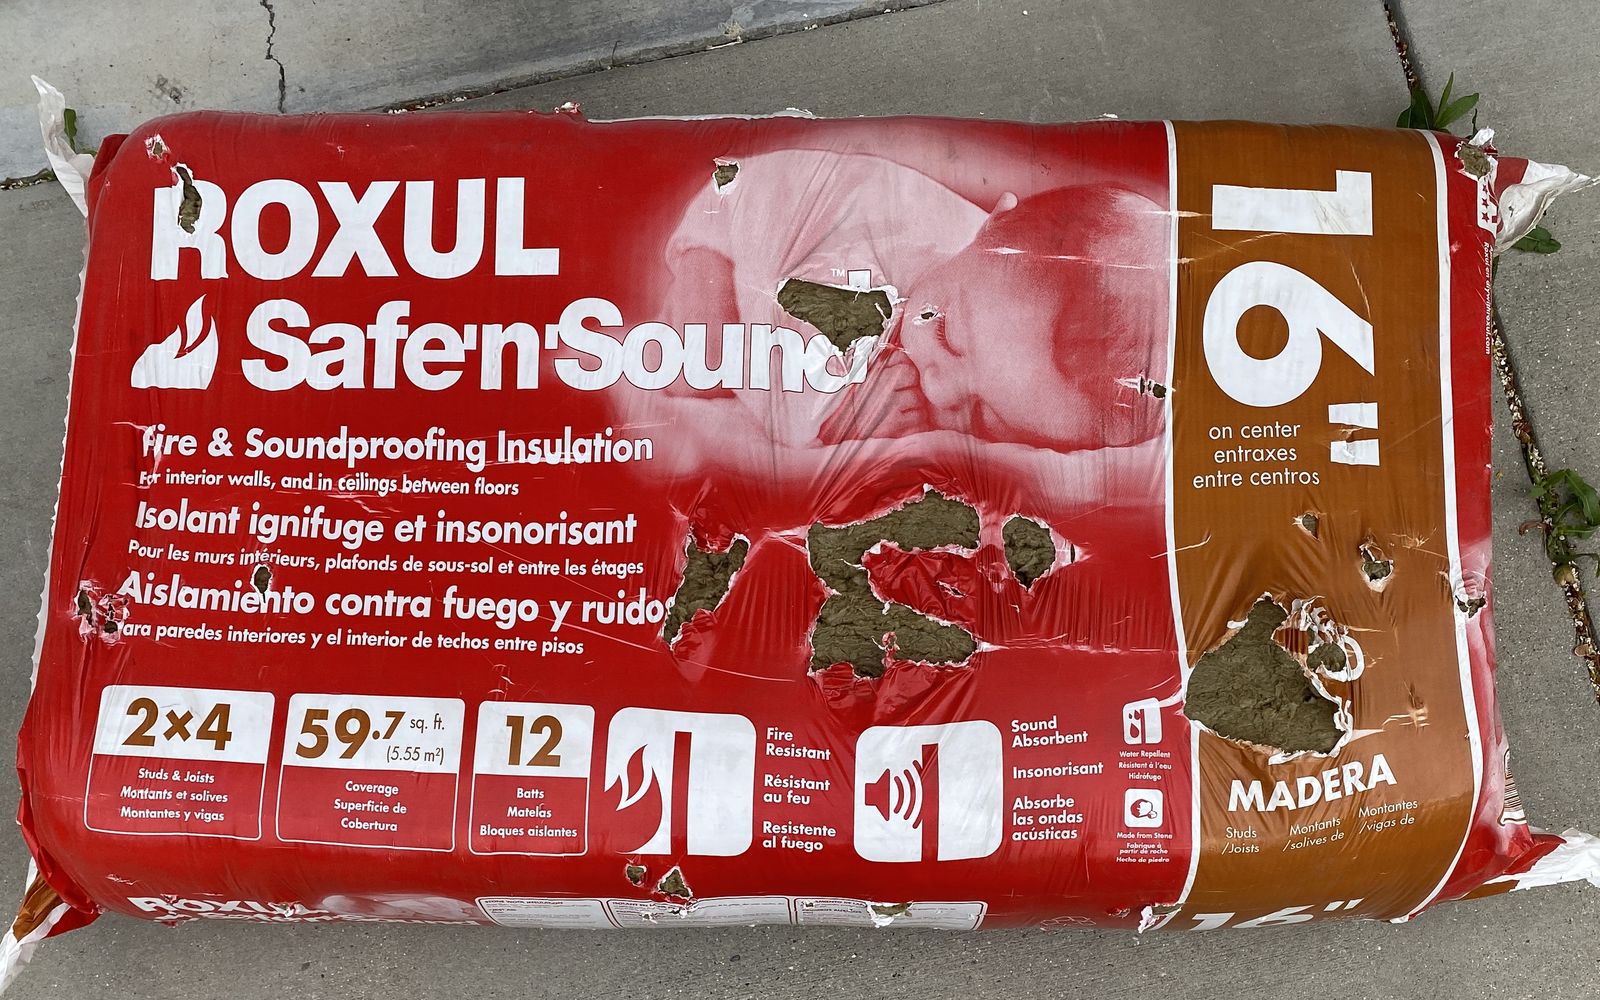 ROXUL
Safe'n'Sound
TM
Fire & Soundproofing Insulation
For interior walls, and in ceilings between floors
Isolant ignifuge et insonorisant
Pour les murs intérieurs, plafonds de sous-sol et entre les étages
Aislamiento contra fuego y ruidos
Para paredes interiores y el interior de techos entre pisos
2×4
Studs & Joists
Montants et solives
Montantes y vigas
59.7 sq. ft.
(5.55 m²)
Coverage
Superficie de
Cobertura
12
Batts
Matelas
Bloques aislantes
Fire
Resistant
Résistant
au feu
Resistente
al fuego
Sound
Absorbent
Insonorisant
Absorbe
las ondas
acústicas
Water Repellent
Résistant à l'eau
Hidrófugo
Made from Stone
Fabriqué à
partir de roche
Hecho de piedra
16"
on center
entraxes
entre centros
MADERA
Studs
/Joists
Montants
/solives de
Montantes
/vigas de
ROXUL
16"